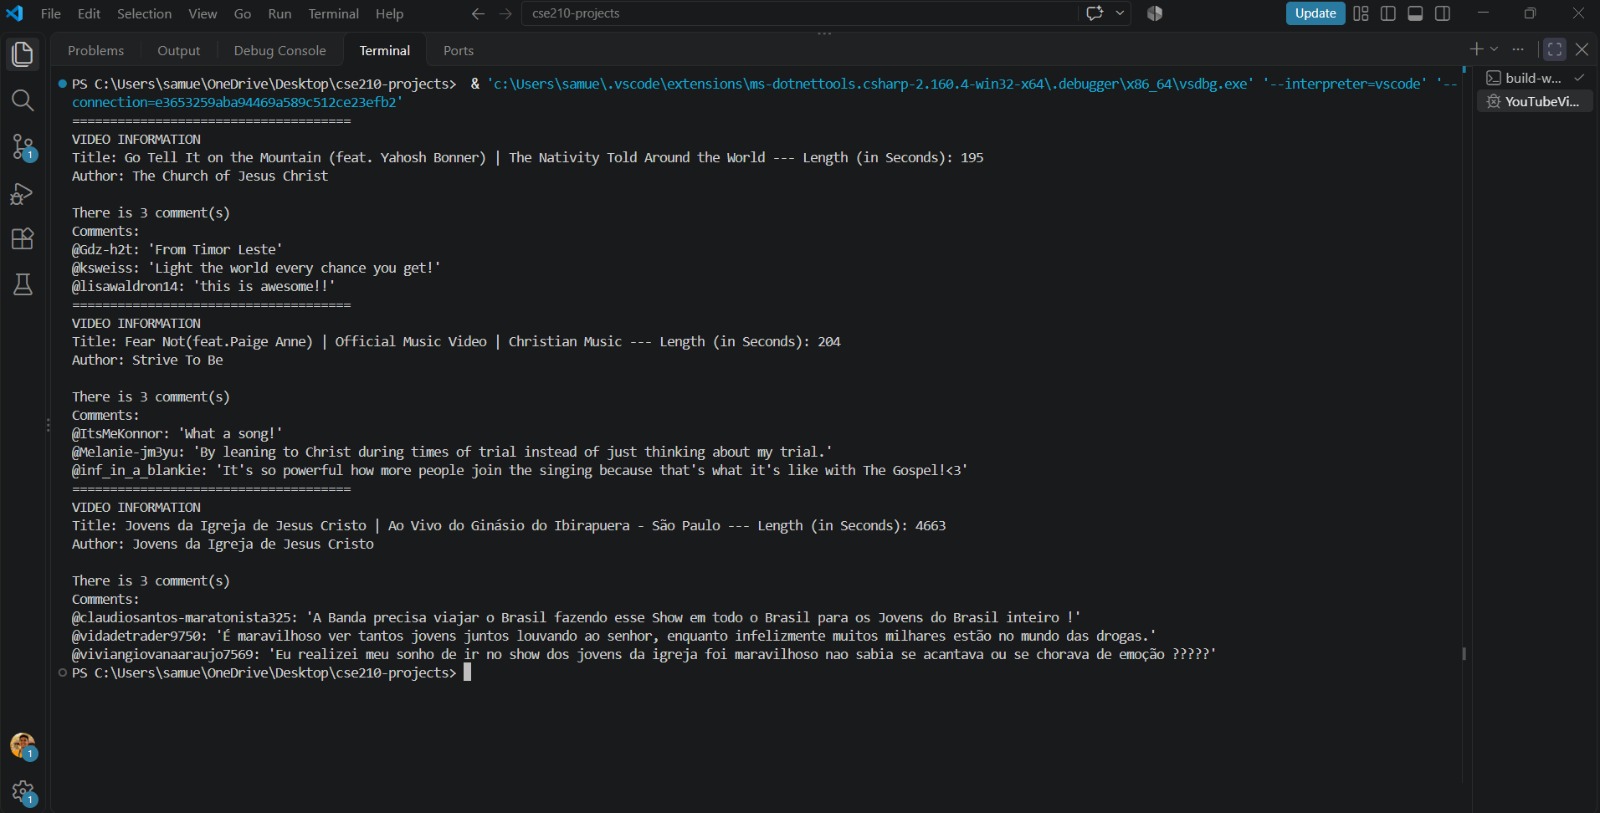 File Edit Selection View Go Run Terminal Help cse210-projects Update
Problems Output Debug Console Terminal Ports
PS C:\Users\samue\OneDrive\Desktop\cse210-projects> & 'c:\Users\samue\.vscode\extensions\ms-dotnettools.csharp-2.160.4-win32-x64\.debugger\x86_64\vsdbg.exe' '--interpreter=vscode' '--
connection=e3653259aba94469a589c512ce23efb2'
=====================================
VIDEO INFORMATION
Title: Go Tell It on the Mountain (feat. Yahosh Bonner) | The Nativity Told Around the World --- Length (in Seconds): 195
Author: The Church of Jesus Christ
There is 3 comment(s)
Comments:
@Gdz-h2t: 'From Timor Leste'
@ksweiss: 'Light the world every chance you get!'
@lisawaldron14: 'this is awesome!!'
=====================================
VIDEO INFORMATION
Title: Fear Not(feat.Paige Anne) | Official Music Video | Christian Music --- Length (in Seconds): 204
Author: Strive To Be
There is 3 comment(s)
Comments:
@ItsMeKonnor: 'What a song!'
@Melanie-jm3yu: 'By leaning to Christ during times of trial instead of just thinking about my trial.'
@inf_in_a_blankie: 'It's so powerful how more people join the singing because that's what it's like with The Gospel!<3'
=====================================
VIDEO INFORMATION
Title: Jovens da Igreja de Jesus Cristo | Ao Vivo do Ginásio do Ibirapuera - São Paulo --- Length (in Seconds): 4663
Author: Jovens da Igreja de Jesus Cristo
There is 3 comment(s)
Comments:
@claudiosantos-maratonista325: 'A Banda precisa viajar o Brasil fazendo esse Show em todo o Brasil para os Jovens do Brasil inteiro !'
@vidadetrader9750: 'É maravilhoso ver tantos jovens juntos louvando ao senhor, enquanto infelizmente muitos milhares estão no mundo das drogas.'
@viviangiovanaaraujo7569: 'Eu realizei meu sonho de ir no show dos jovens da igreja foi maravilhoso nao sabia se acantava ou se chorava de emoção ?????'
PS C:\Users\samue\OneDrive\Desktop\cse210-projects>
build-w...
YouTubeVi...
1
1
1